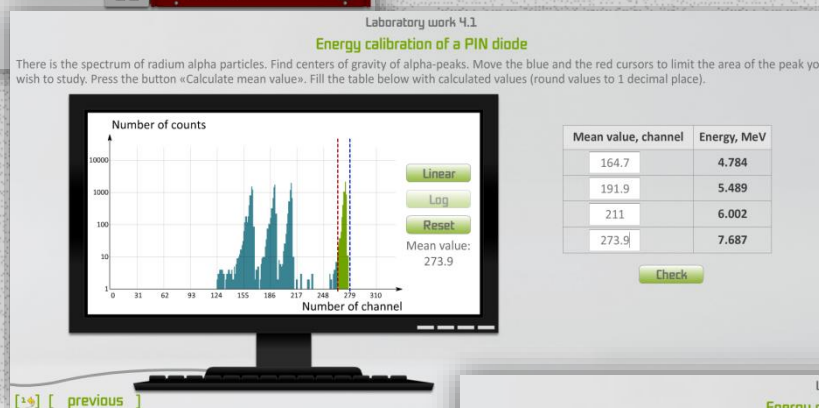 Laboratory work 4.1
Energy calibration of a PIN diode
There is the spectrum of radium alpha particles. Find centers of gravity of alpha-peaks. Move the blue and the red cursors to limit the area of the peak yo
wish to study. Press the button «Calculate mean value». Fill the table below with calculated values (round values to 1 decimal place).
Number of counts
10000
1000
100
10
1
0 31 62 93 124 155 186 217 248 279 310
Number of channel
Linear
Log
Reset
Mean value:
273.9
Mean value, channel Energy, MeV
164.7 4.784
191.9 5.489
211 6.002
273.9 7.687
Check
[ previous ]